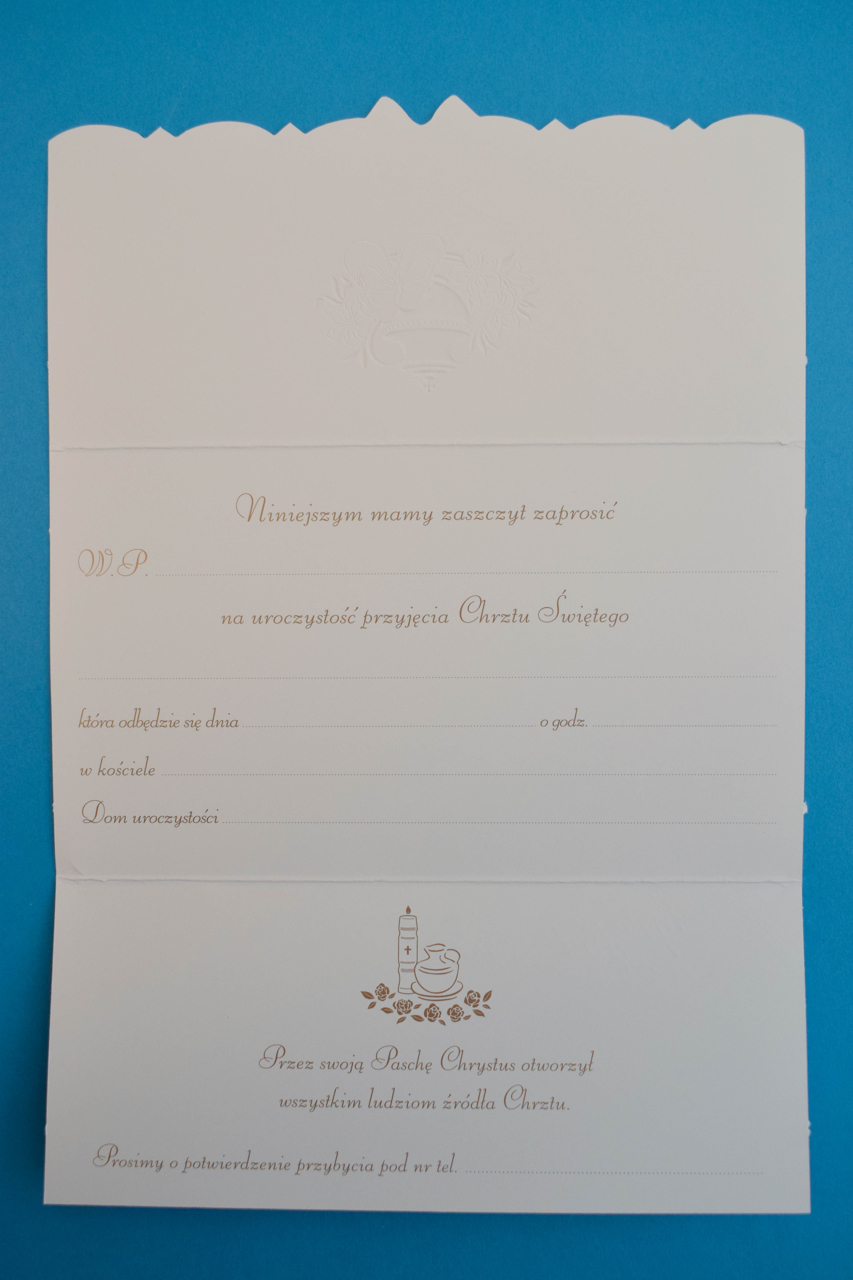 Niniejszym mamy zaszczyt zaprosić
W.P.
na uroczystość przyjęcia Chrztu Świętego
która odbędzie się dnia o godz.
w kościele
Dom uroczystości
Przez swoją Paschę Chrystus otworzył
wszystkim ludziom źródła Chrztu.
Prosimy o potwierdzenie przybycia pod nr tel.